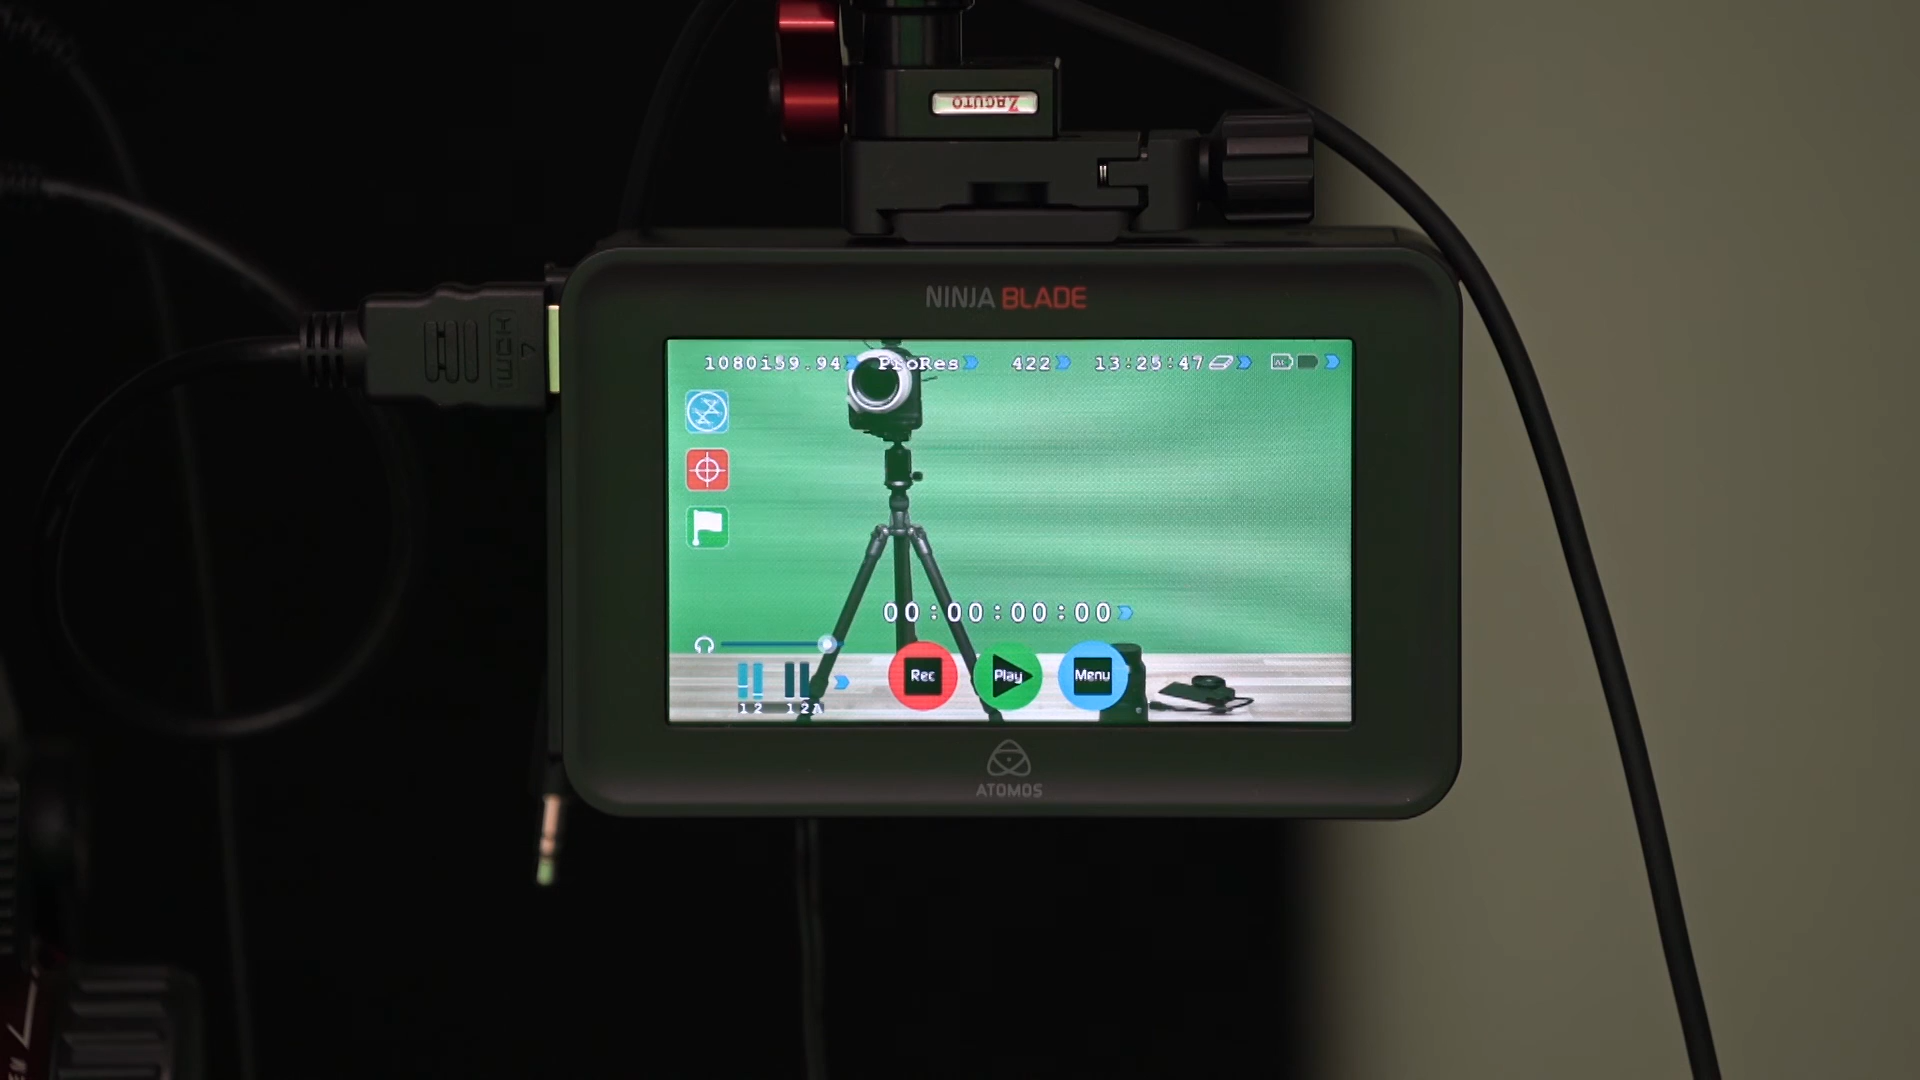 ZACUTO
HDMI
NINJA BLADE
1080i59.94 ProRes 422 13:25:47
00:00:00:00
Rec Play Menu
1 2 1 2A
ATOMOS